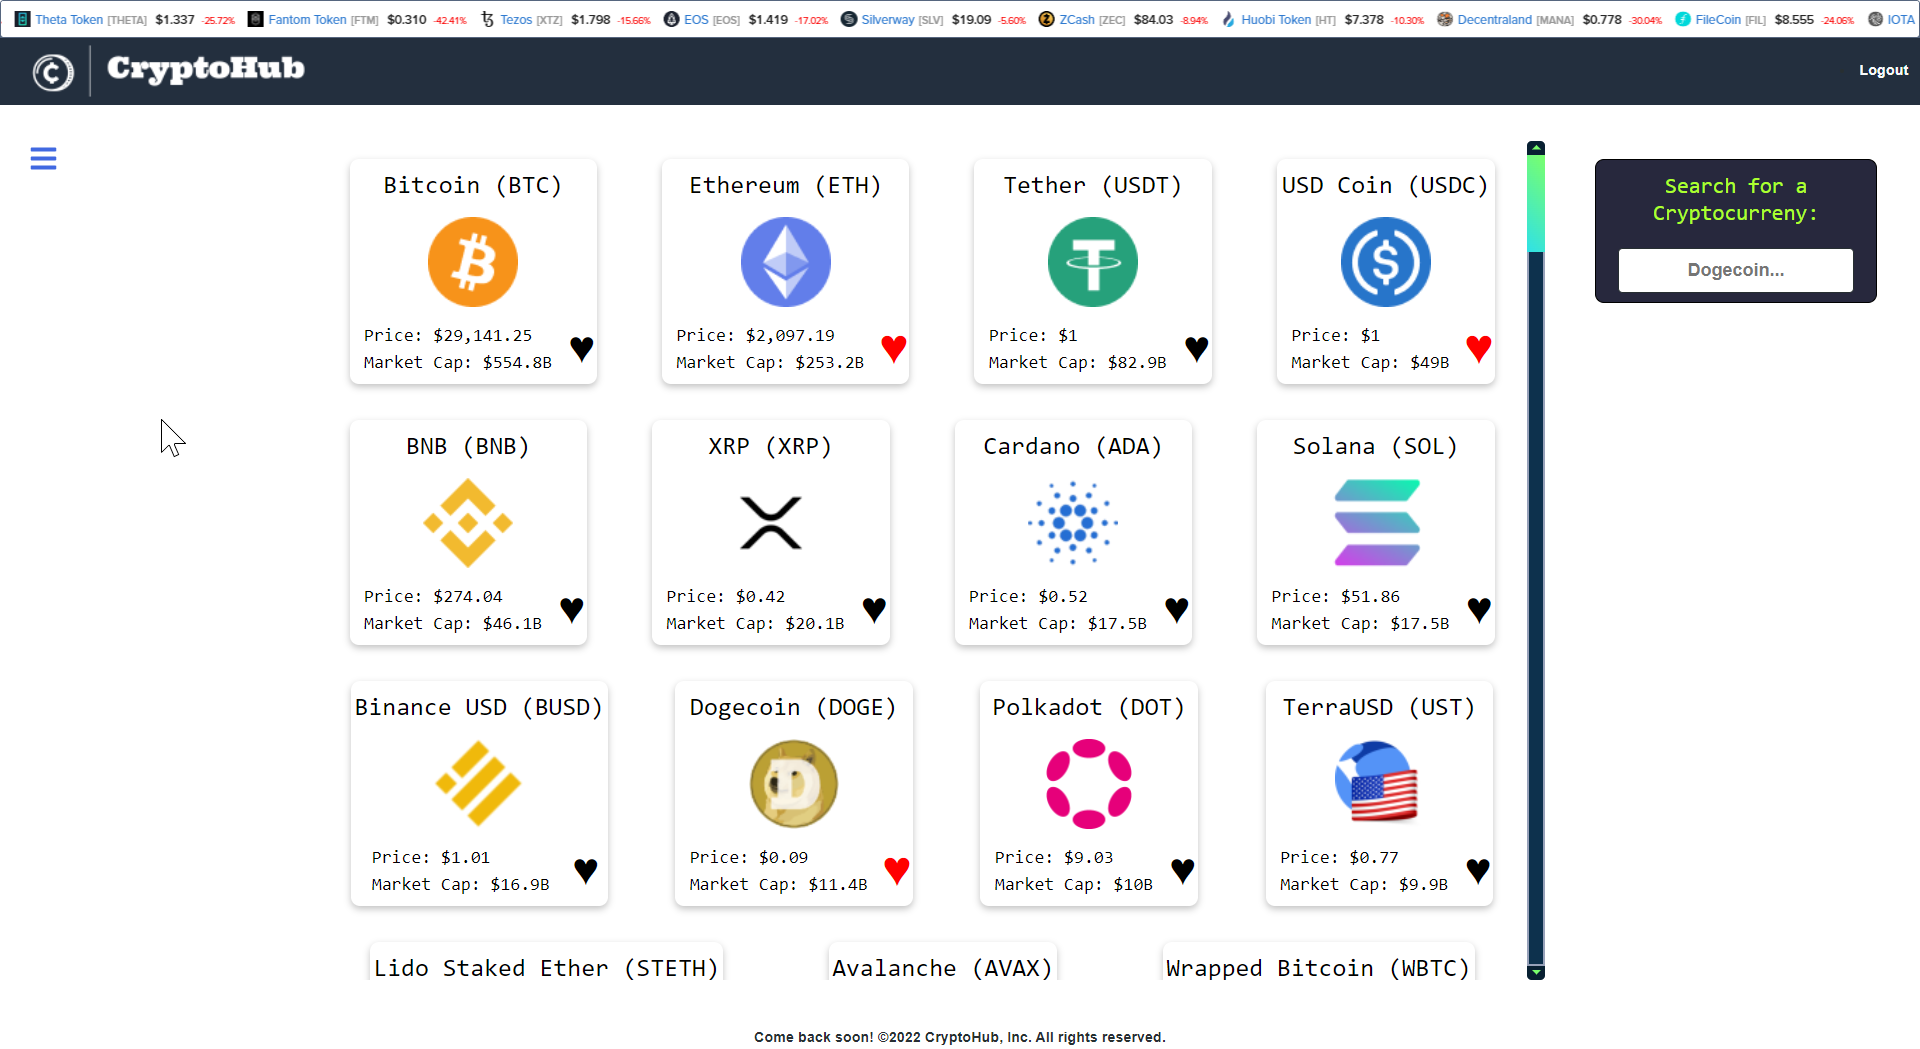 Theta Token [THETA] $1.337 -25.72% Fantom Token [FTM] $0.310 -42.41% Tezos [XTZ] $1.798 -15.66% EOS [EOS] $1.419 -17.02% Silverway [SLV] $19.09 -5.60% ZCash [ZEC] $84.03 -8.94% Huobi Token [HT] $7.378 -10.30% Decentraland [MANA] $0.778 -30.04% FileCoin [FIL] $8.555 -24.06% IOTA
CryptoHub
Logout
Bitcoin (BTC)
Price: $29,141.25
Market Cap: $554.8B
Ethereum (ETH)
Price: $2,097.19
Market Cap: $253.2B
Tether (USDT)
Price: $1
Market Cap: $82.9B
USD Coin (USDC)
Price: $1
Market Cap: $49B
Search for a
Cryptocurreny:
Dogecoin...
BNB (BNB)
Price: $274.04
Market Cap: $46.1B
XRP (XRP)
Price: $0.42
Market Cap: $20.1B
Cardano (ADA)
Price: $0.52
Market Cap: $17.5B
Solana (SOL)
Price: $51.86
Market Cap: $17.5B
Binance USD (BUSD)
Price: $1.01
Market Cap: $16.9B
Dogecoin (DOGE)
Price: $0.09
Market Cap: $11.4B
Polkadot (DOT)
Price: $9.03
Market Cap: $10B
TerraUSD (UST)
Price: $0.77
Market Cap: $9.9B
Lido Staked Ether (STETH)
Avalanche (AVAX)
Wrapped Bitcoin (WBTC)
Come back soon! ©2022 CryptoHub, Inc. All rights reserved.